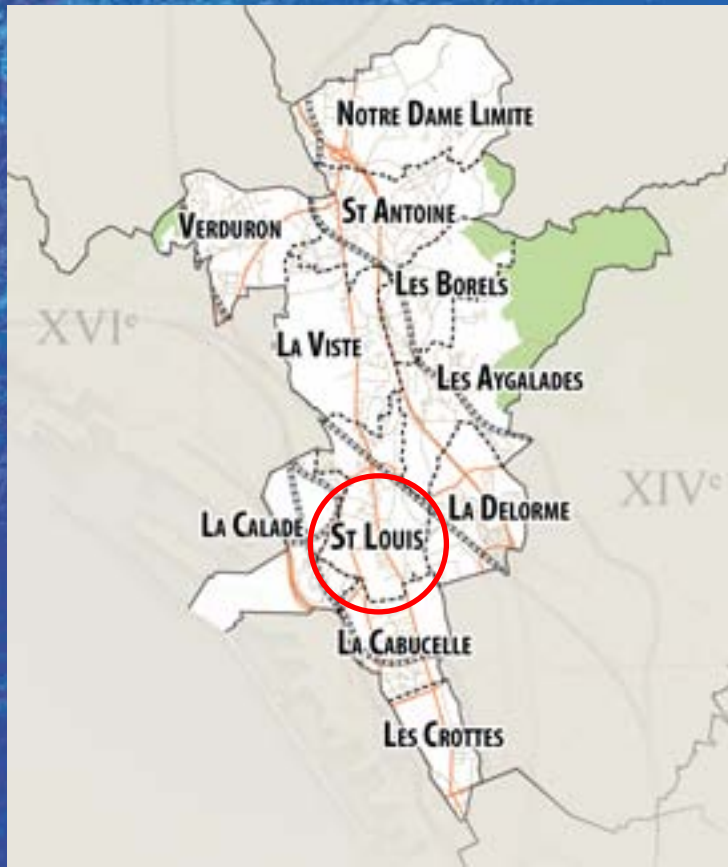 NOTRE DAME LIMITE
ST ANTOINE
VERDURON
LES BORELS
XVIe
LA VISTE
LES AYGALADES
XIVe
LA DELORME
LA CALADE
ST LOUIS
LA CABUCELLE
LES CROTTES